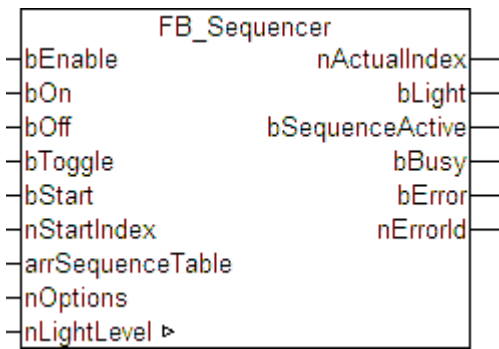 FB_Sequencer
bEnable nActualIndex
bOn bLight
bOff bSequenceActive
bToggle bBusy
bStart bError
nStartIndex nErrorId
arrSequenceTable
nOptions
nLightLevel ▹